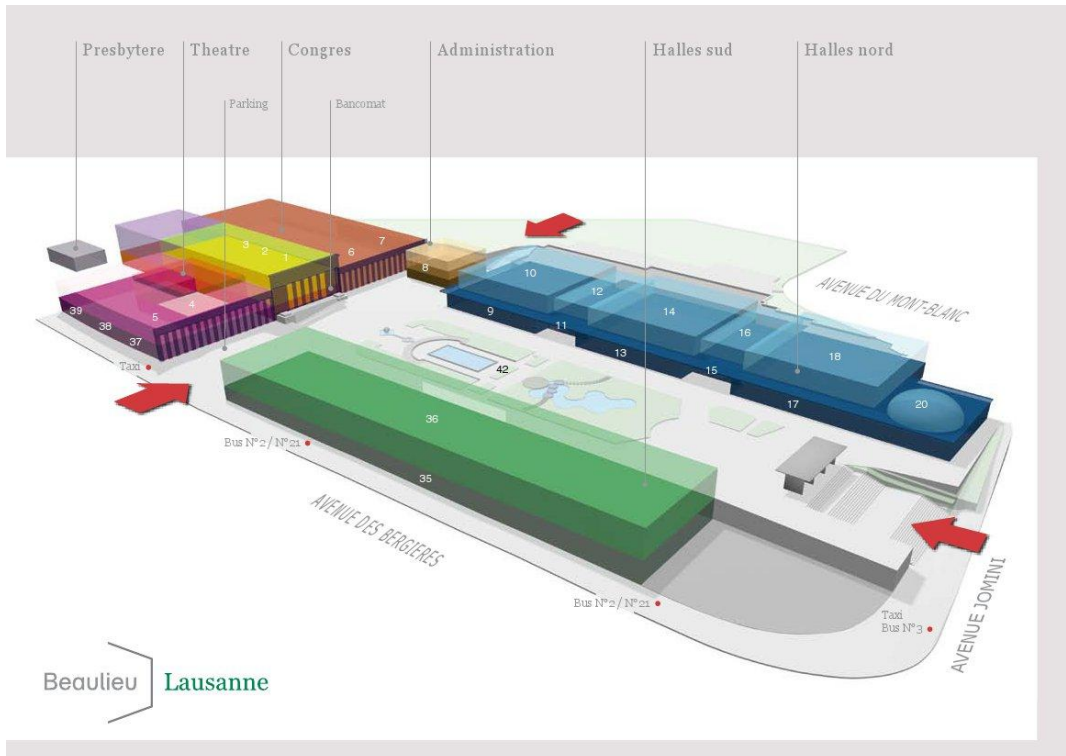 Presbytere
Theatre
Congres
Administration
Halles sud
Halles nord
Parking
Bancomat
3
2
1
6
7
8
10
12
14
16
18
20
9
11
13
15
17
39
38
37
5
4
42
36
35
AVENUE DU MONT-BLANC
Taxi
Bus N°2 / N°21
AVENUE DES BERGIERES
Bus N°2 / N°21
Taxi
Bus N°3
AVENUE JOMINI
Beaulieu
Lausanne